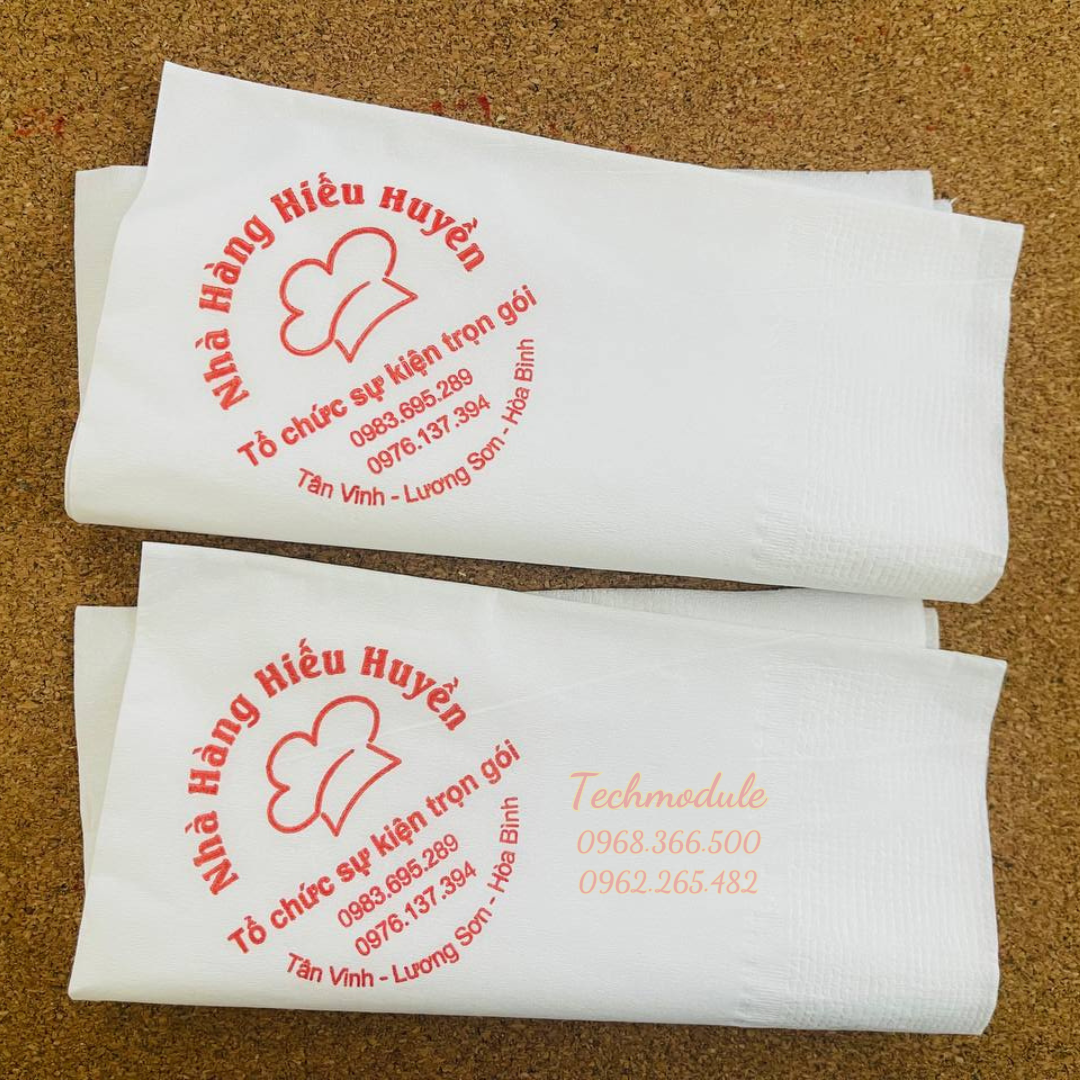 Nhà Hàng Hiếu Huyền
Tổ chức sự kiện trọn gói
0983.695.289
0976.137.394
Tân Vinh - Lương Sơn - Hòa Bình
Nhà Hàng Hiếu Huyền
Tổ chức sự kiện trọn gói
0983.695.289
0976.137.394
Tân Vinh - Lương Sơn - Hòa Bình
Techmodule
0968.366.500
0962.265.482